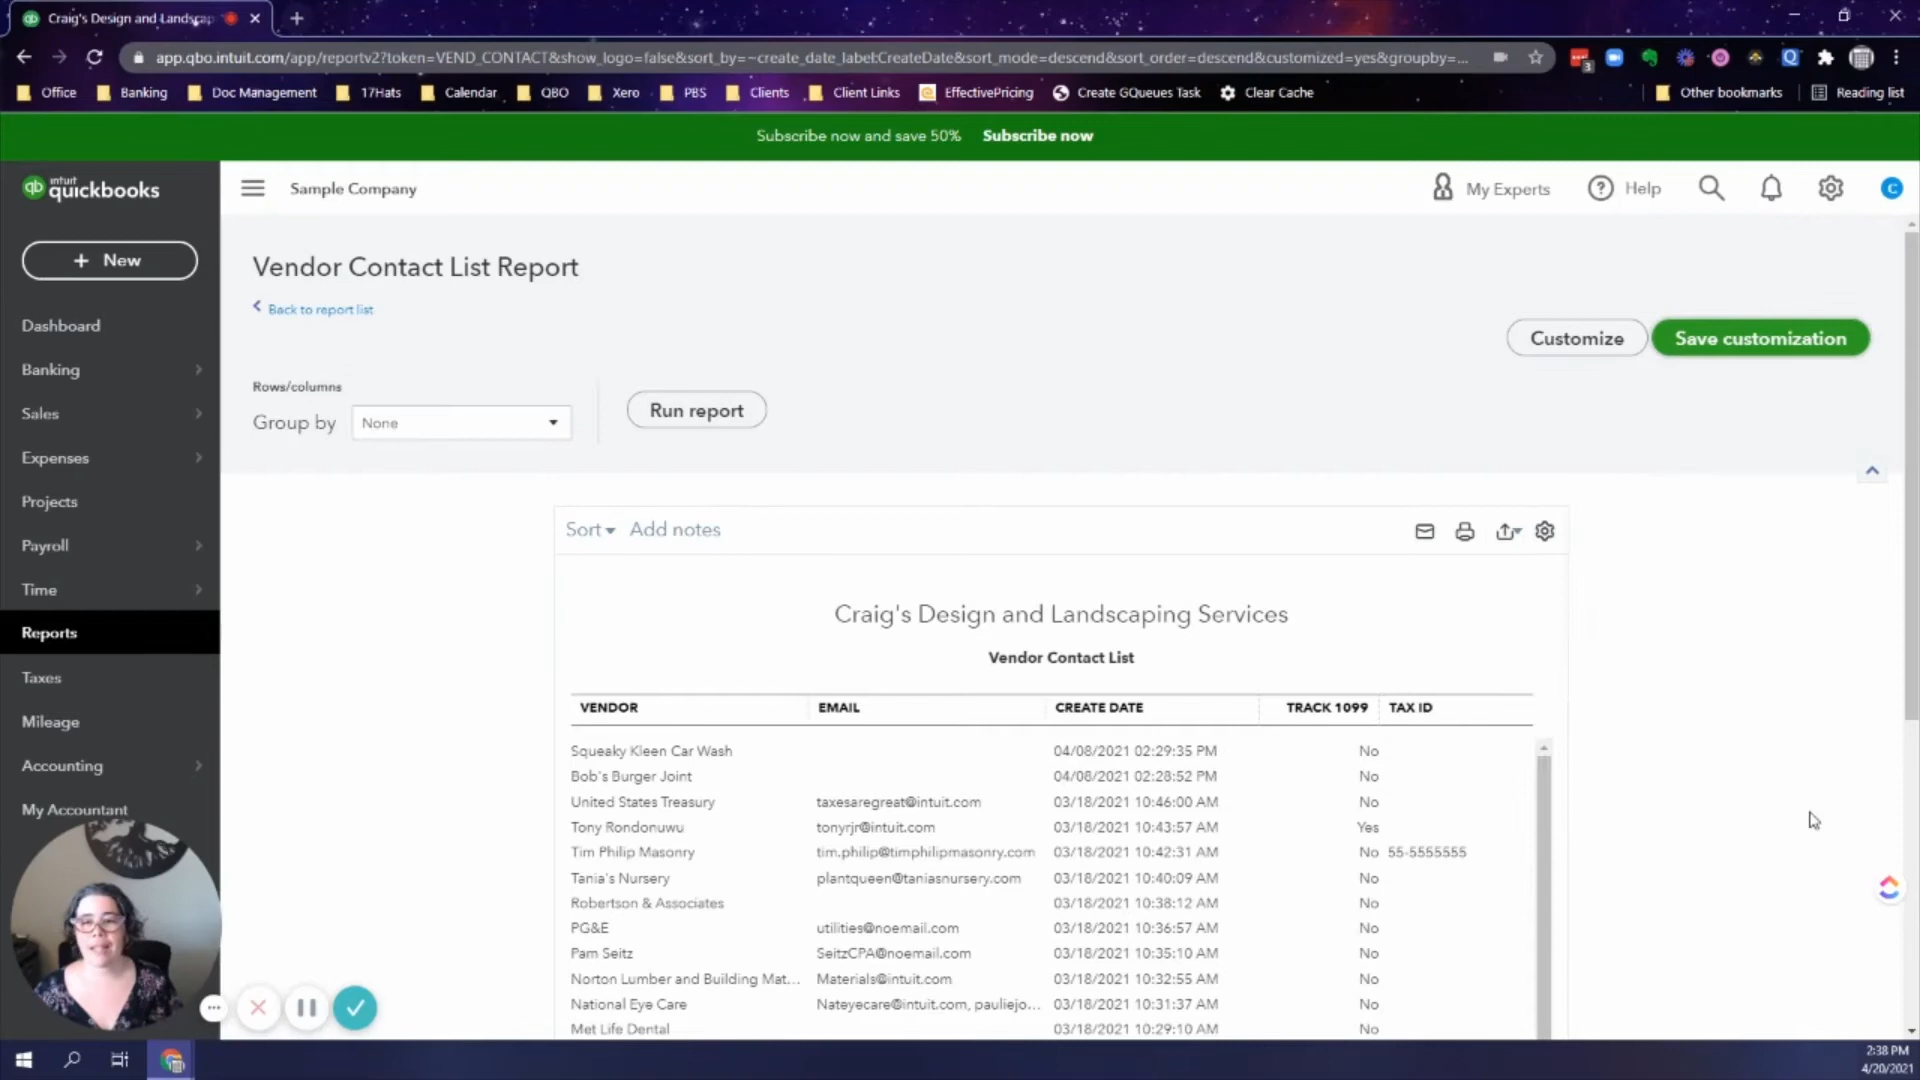 Craig's Design and Landscap
app.qbo.intuit.com/app/reportv2?token=VEND_CONTACT&show_logo=false&sort_by=~create_date_label:CreateDate&sort_mode=descend&sort_order=descend&customized=yes&groupby=...
3
Office Banking Doc Management 17Hats Calendar QBO Xero PBS Clients Client Links EffectivePricing Create GQueues Task Clear Cache Other bookmarks Reading list
Subscribe now and save 50% Subscribe now
qb intuit quickbooks
Sample Company
My Experts ? Help C
+ New
Dashboard
Banking
Sales
Expenses
Projects
Payroll
Time
Reports
Taxes
Mileage
Accounting
My Accountant
Vendor Contact List Report
Back to report list
Customize Save customization
Rows/columns
Group by None Run report
Sort Add notes
Craig's Design and Landscaping Services
Vendor Contact List
VENDOR EMAIL CREATE DATE TRACK 1099 TAX ID
Squeaky Kleen Car Wash 04/08/2021 02:29:35 PM No
Bob's Burger Joint 04/08/2021 02:28:52 PM No
United States Treasury taxesaregreat@intuit.com 03/18/2021 10:46:00 AM No
Tony Rondonuwu tonyrjr@intuit.com 03/18/2021 10:43:57 AM Yes
Tim Philip Masonry tim.philip@timphilipmasonry.com 03/18/2021 10:42:31 AM No 55-5555555
Tania's Nursery plantqueen@taniasnursery.com 03/18/2021 10:40:09 AM No
Robertson & Associates 03/18/2021 10:38:12 AM No
PG&E utilities@noemail.com 03/18/2021 10:36:57 AM No
Pam Seitz SeitzCPA@noemail.com 03/18/2021 10:35:10 AM No
Norton Lumber and Building Mat... Materials@intuit.com 03/18/2021 10:32:55 AM No
National Eye Care Nateyecare@intuit.com, pauliejo... 03/18/2021 10:31:37 AM No
Met Life Dental 03/18/2021 10:29:10 AM No
2:38 PM
4/20/2021